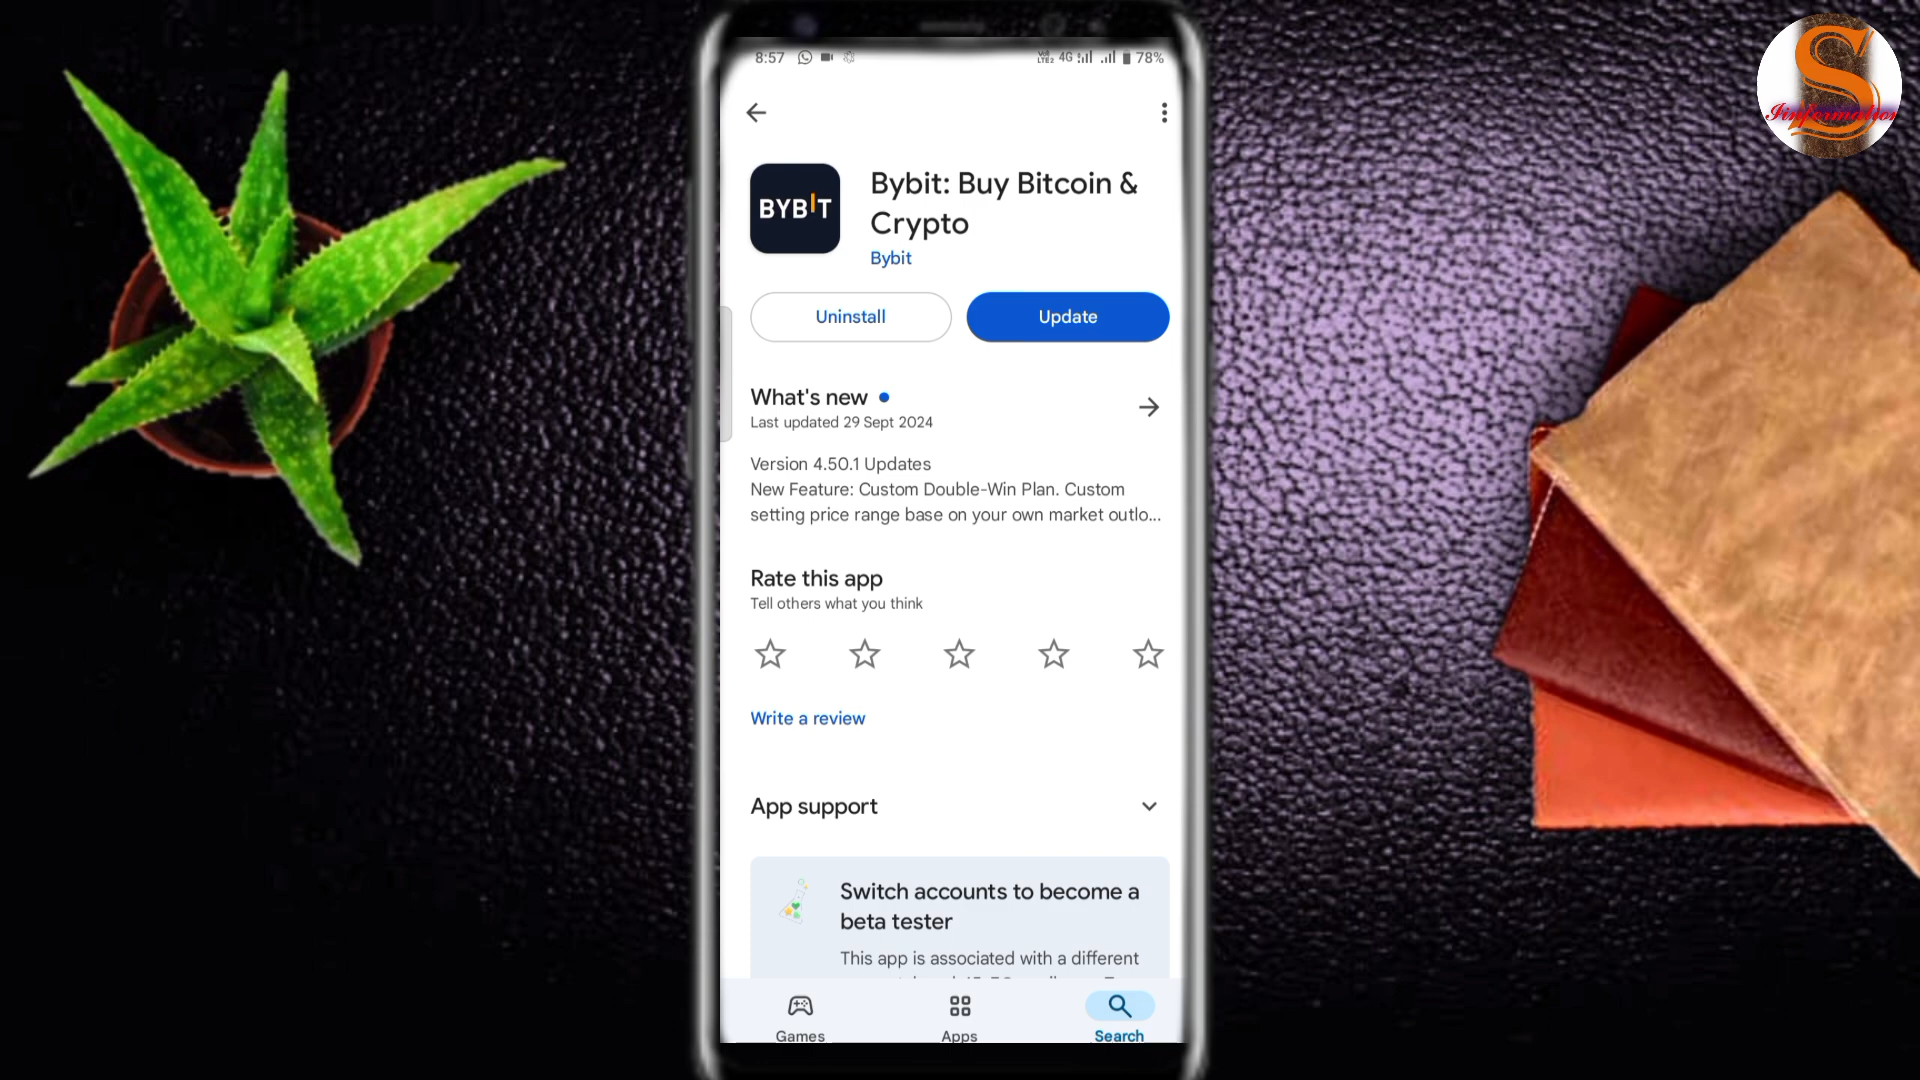 8:57
VoLTE2 4G 78%
S
Iinformation
Bybit: Buy Bitcoin &
Crypto
BYBIT
Bybit
Uninstall
Update
What's new
Last updated 29 Sept 2024
Version 4.50.1 Updates
New Feature: Custom Double-Win Plan. Custom
setting price range base on your own market outlo...
Rate this app
Tell others what you think
Write a review
App support
Switch accounts to become a
beta tester
This app is associated with a different
Games
Apps
Search